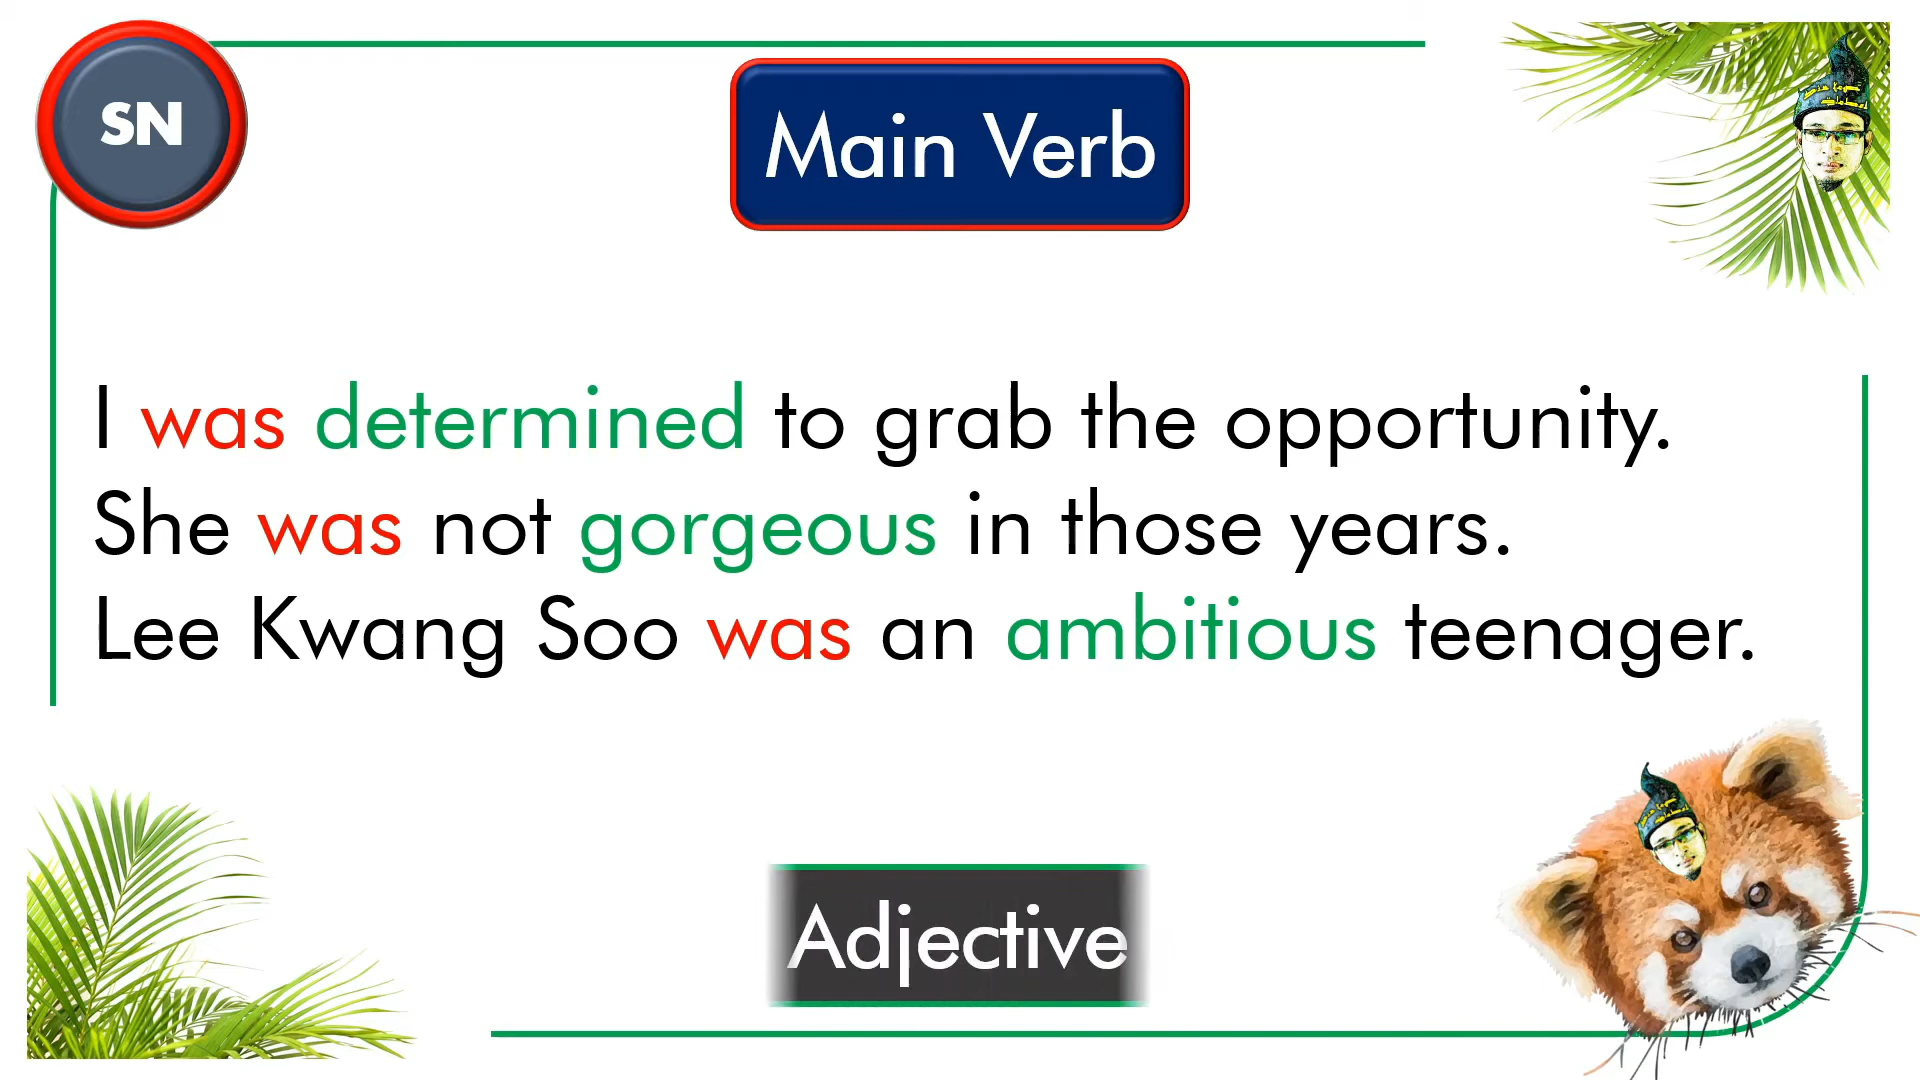 SN
Main Verb
I was determined to grab the opportunity.
She was not gorgeous in those years.
Lee Kwang Soo was an ambitious teenager.
Adjective